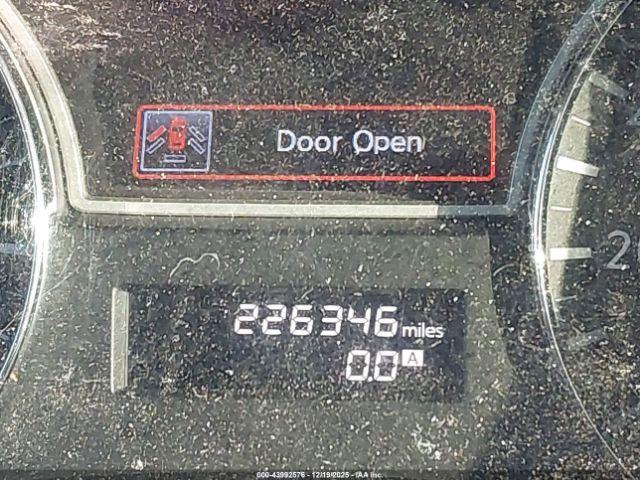 Door Open
226346 miles
0.0 A
000-43992576 - 12/19/2025 - IAA Inc.